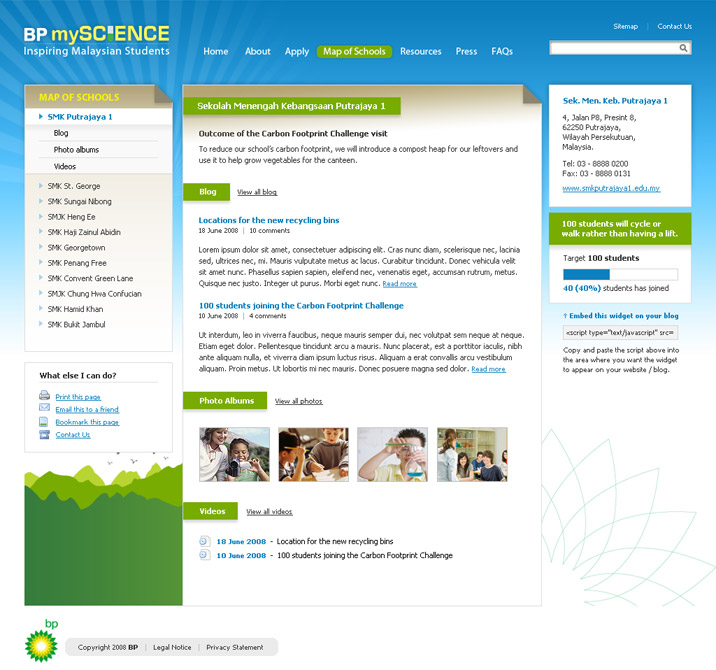 BP mySCIENCE
Inspiring Malaysian Students
Sitemap | Contact Us
Home About Apply Map of Schools Resources Press FAQs
MAP OF SCHOOLS
SMK Putrajaya 1
Blog
Photo albums
Videos
SMK St. George
SMK Sungai Nibong
SMJK Heng Ee
SMK Haji Zainul Abidin
SMK Georgetown
SMK Penang Free
SMK Convent Green Lane
SMJK Chung Hwa Confucian
SMK Hamid Khan
SMK Bukit Jambul
What else I can do?
Print this page
Email this to a friend
Bookmark this page
Contact Us
Sekolah Menengah Kebangsaan Putrajaya 1
Outcome of the Carbon Footprint Challenge visit
To reduce our school's carbon footprint, we will introduce a compost heap for our leftovers and
use it to help grow vegetables for the canteen.
Blog View all blog
Locations for the new recycling bins
18 June 2008 | 10 comments
Lorem ipsum dolor sit amet, consectetuer adipiscing elit. Cras nunc diam, scelerisque nec, lacinia
sed, ultrices nec, mi. Mauris vulputate metus ac lacus. Curabitur tincidunt. Donec vehicula velit
sit amet nunc. Phasellus sapien sapien, eleifend nec, venenatis eget, accumsan rutrum, metus.
Quisque nec justo. Integer ut purus. Morbi eget nunc. Read more
100 students joining the Carbon Footprint Challenge
10 June 2008 | 4 comments
Ut interdum, leo in viverra faucibus, neque mauris semper dui, nec volutpat sem neque at neque.
Etiam eget dolor. Pellentesque tincidunt arcu a mauris. Nunc placerat, est a porttitor iaculis, nibh
ante aliquam nulla, et viverra diam ipsum luctus risus. Aliquam a erat convallis arcu vestibulum
aliquam. Proin metus. Ut lobortis mi nec mauris. Donec posuere magna sed dolor. Read more
Photo Albums View all photos
Videos View all videos
18 June 2008 - Location for the new recycling bins
10 June 2008 - 100 students joining the Carbon Footprint Challenge
Sek. Men. Keb. Putrajaya 1
4, Jalan P8, Presint 8,
62250 Putrajaya,
Wilayah Persekutuan,
Malaysia.
Tel: 03 - 8888 0200
Fax: 03 - 8888 0131
www.smkputrajaya1.edu.my
100 students will cycle or
walk rather than having a lift.
Target 100 students
40 (40%) students has joined
↑ Embed this widget on your blog
<script type="text/javascript" src=
Copy and paste the script above into
the area where you want the widget
to appear on your website / blog.
bp
Copyright 2008 BP | Legal Notice | Privacy Statement